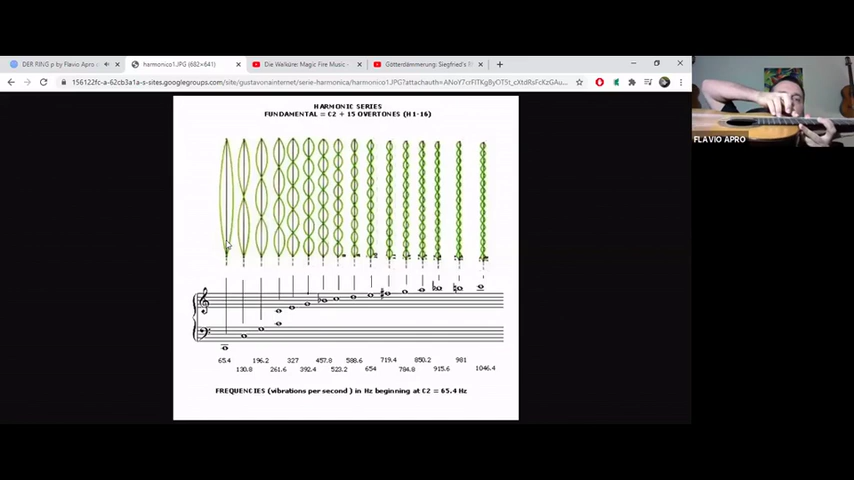 DER RING p by Flavio Apro
harmonico1.JPG (682×641)
Die Walküre: Magic Fire Music -
Götterdämmerung: Siegfried's
HARMONIC SERIES
FUNDAMENTAL = C2 + 15 OVERTONES (H1-16)
65.4 196.2 327 457.8 588.6 719.4 850.2 981
130.8 261.6 392.4 523.2 654 784.8 915.6 1046.4
FREQUENCIES (vibrations per second) in Hz beginning at C2 = 65.4 Hz
FLAVIO APRO